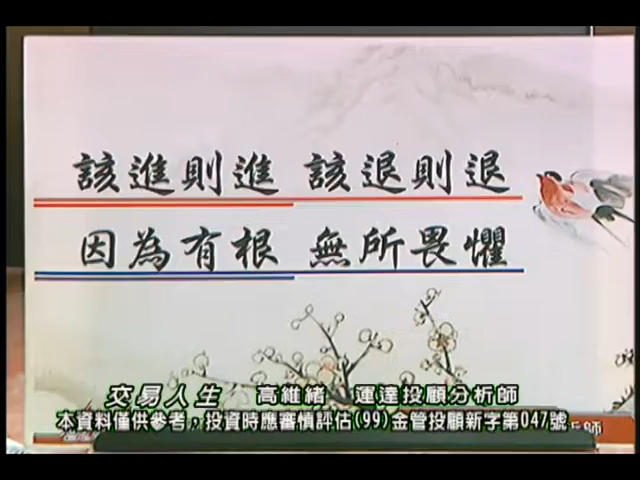 該進則進 該退則退
因為有根 無所畏懼
交易人生 高維緒 運達投顧分析師
本資料僅供參考，投資時應審慎評估(99)金管投顧新字第047號